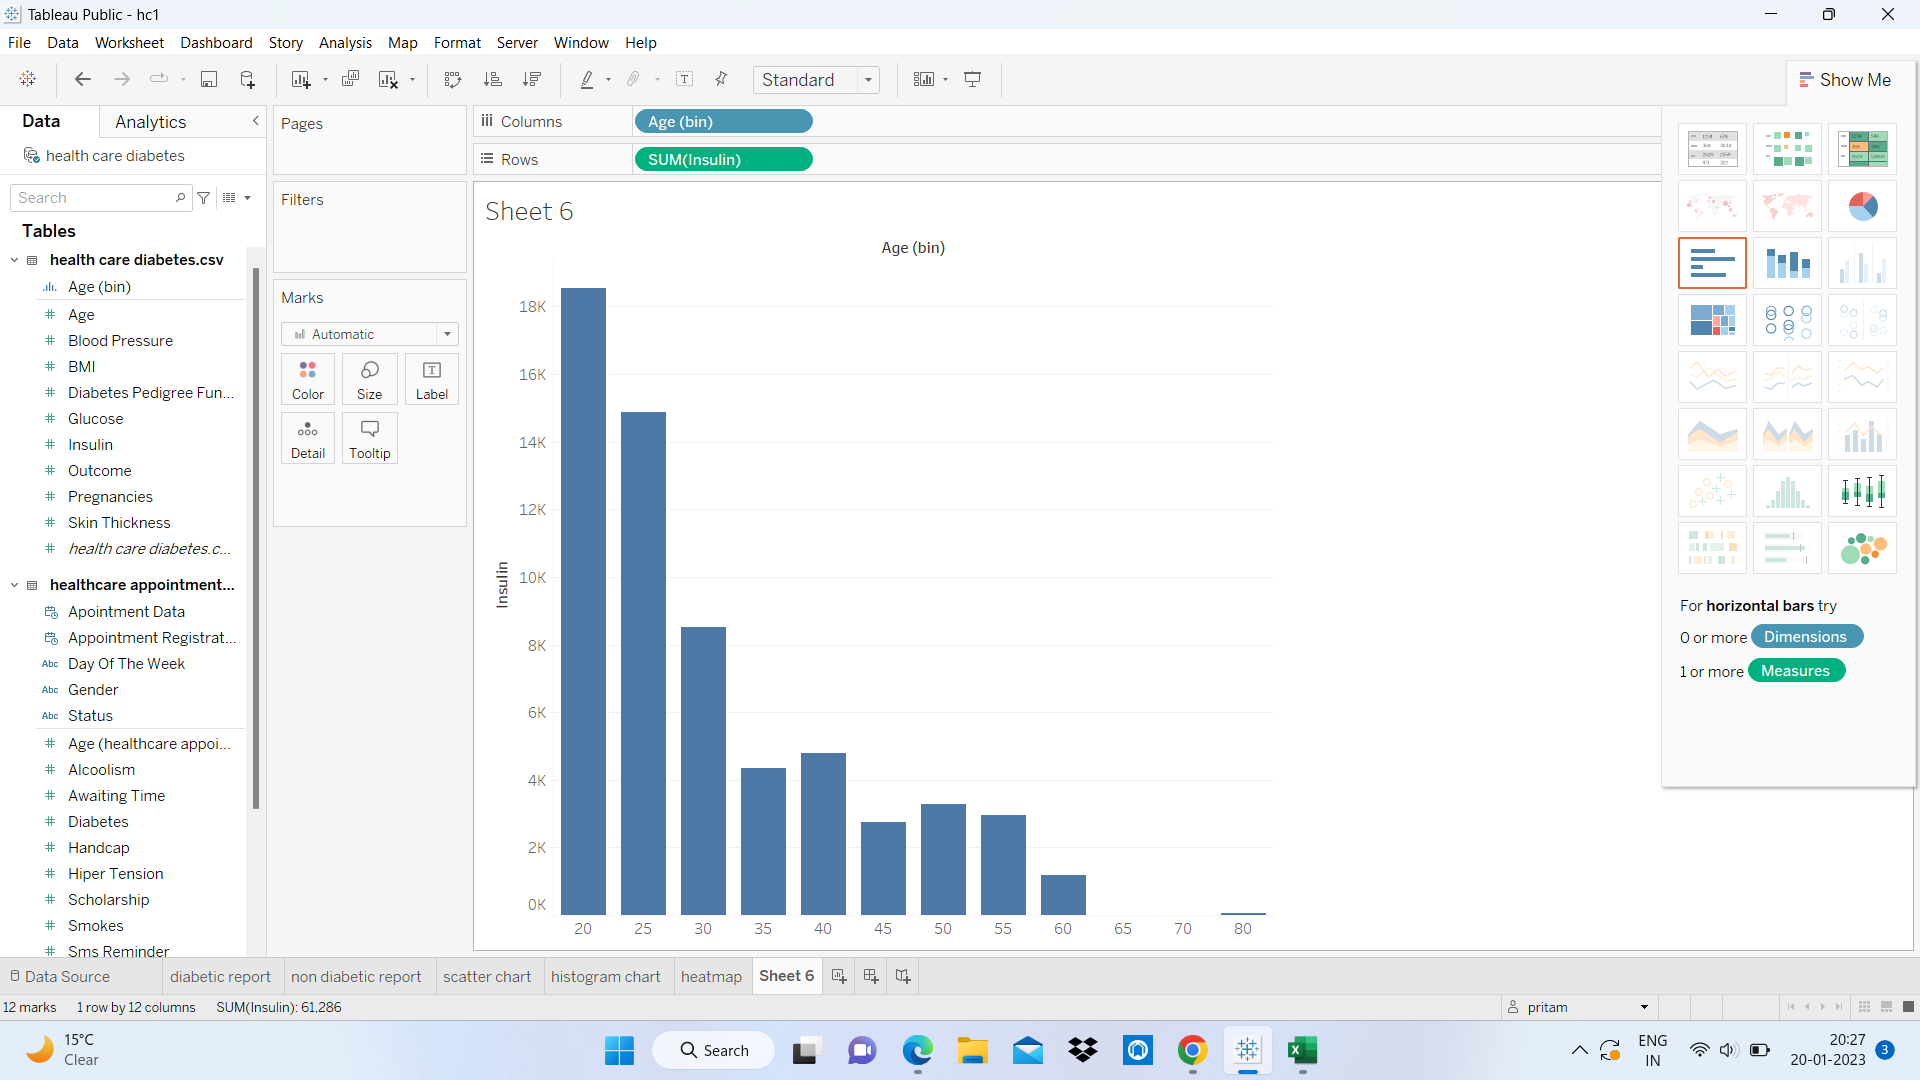 Tableau Public - hc1
File Data Worksheet Dashboard Story Analysis Map Format Server Window Help
Standard
Show Me
Data Analytics
health care diabetes
Search
Tables
health care diabetes.csv
Age (bin)
Age
Blood Pressure
BMI
Diabetes Pedigree Fun...
Glucose
Insulin
Outcome
Pregnancies
Skin Thickness
health care diabetes.c...
healthcare appointment...
Apointment Data
Appointment Registrat...
Abc Day Of The Week
Abc Gender
Abc Status
Age (healthcare appoi...
Alcoolism
Awaiting Time
Diabetes
Handcap
Hiper Tension
Scholarship
Smokes
Sms Reminder
Pages
Filters
Marks
Automatic
Color Size Label
Detail Tooltip
Columns Age (bin)
Rows SUM(Insulin)
Sheet 6
Age (bin)
Insulin
18K
16K
14K
12K
10K
8K
6K
4K
2K
0K
20 25 30 35 40 45 50 55 60 65 70 80
For horizontal bars try
0 or more Dimensions
1 or more Measures
Data Source diabetic report non diabetic report scatter chart histogram chart heatmap Sheet 6
12 marks 1 row by 12 columns SUM(Insulin): 61,286
pritam
15°C
Clear
Search
ENG
IN
20:27
20-01-2023
3